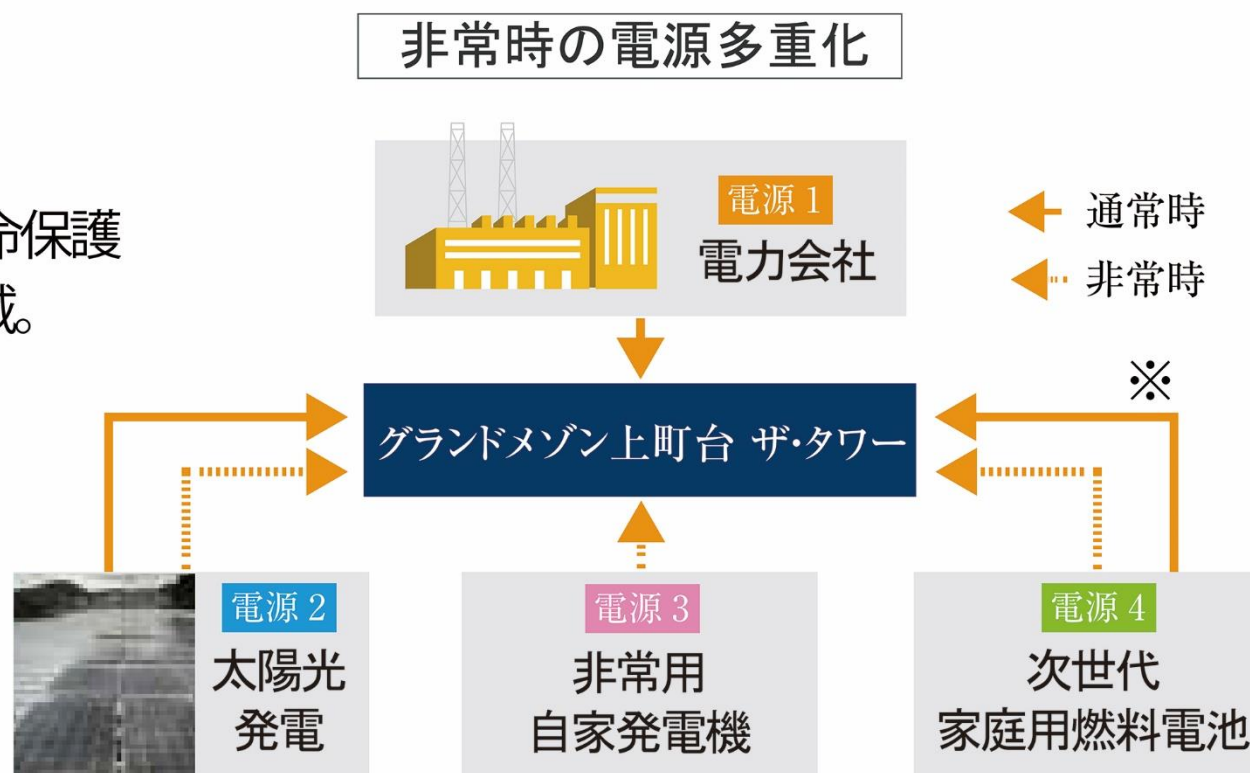 非常時の電源多重化
命保護
減。
電源1
電力会社
通常時
非常時
※
グランドメゾン上町台 ザ・タワー
電源2
太陽光
発電
電源3
非常用
自家発電機
電源4
次世代
家庭用燃料電池